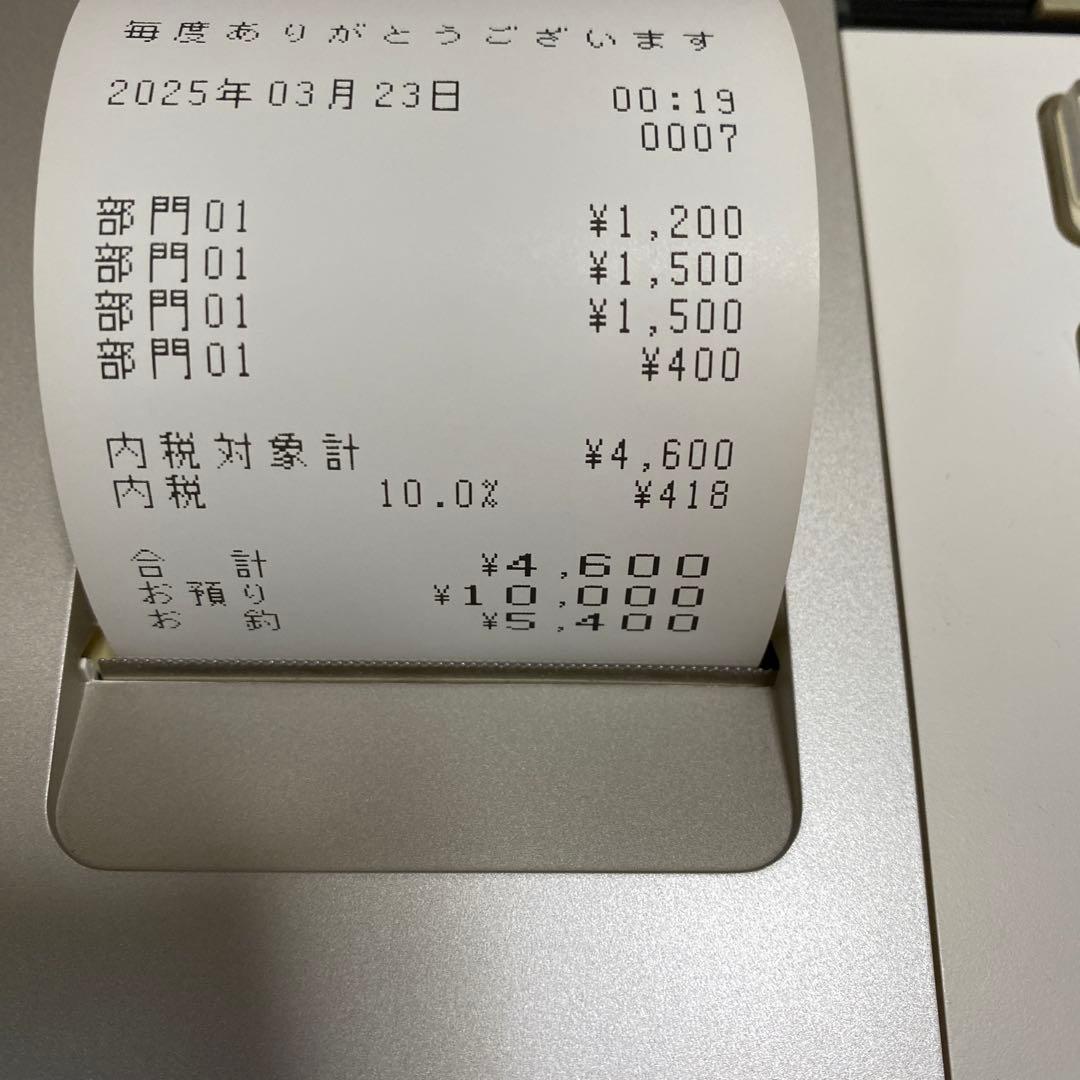 毎度ありがとうございます
2025年03月23日 00:19
0007
部門01 ¥1,200
部門01 ¥1,500
部門01 ¥1,500
部門01 ¥400
内税対象計 ¥4,600
内税 10.0% ¥418
合計 ¥4,600
お預り ¥10,000
お釣 ¥5,400